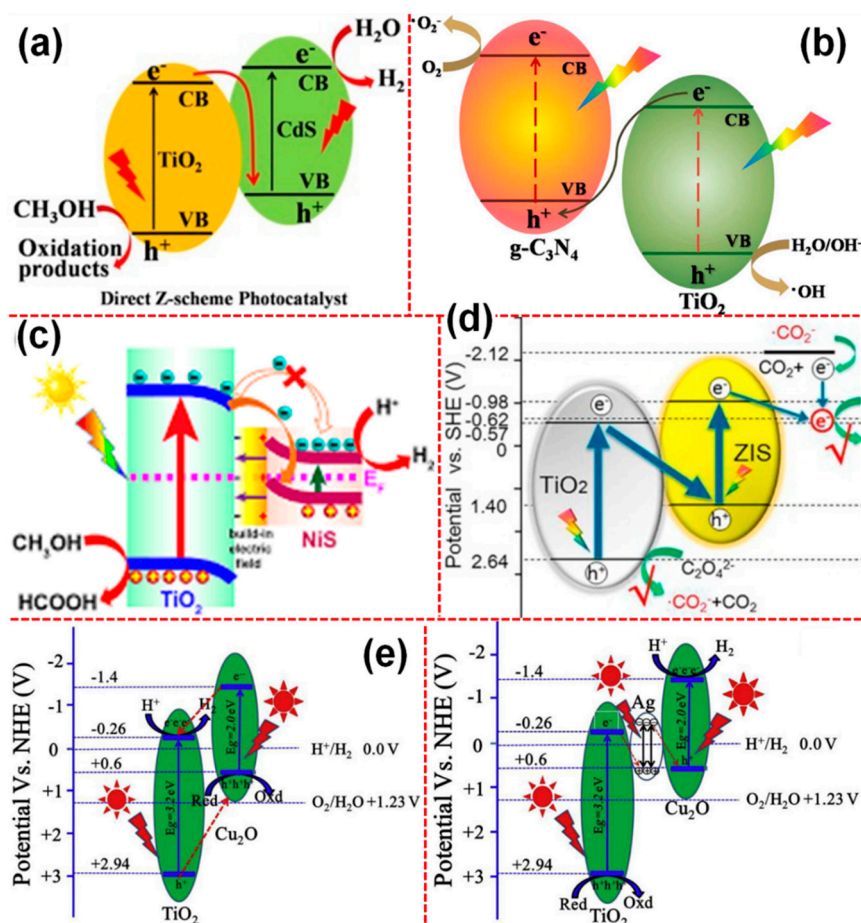 (a)
H₂O
H₂
e⁻
CB
e⁻
CB
TiO₂
CdS
VB
h⁺
CH₃OH
VB
h⁺
Oxidation
products
Direct Z-scheme Photocatalyst
(b)
·O₂⁻
O₂
e⁻
CB
e⁻
CB
VB
h⁺
g-C₃N₄
VB
h⁺
TiO₂
H₂O/OH⁻
·OH
(c)
H⁺
H₂
E_F
NiS
build-in
electric
field
CH₃OH
HCOOH
TiO₂
(d)
Potential vs. SHE (V)
-2.12
-0.98
-0.62
-0.57
0
1.40
2.64
·CO₂⁻
CO₂+
e⁻
e⁻
e⁻
e⁻
TiO₂
ZIS
h⁺
h⁺
C₂O₄²⁻
·CO₂⁻+CO₂
(e)
Potential Vs. NHE (V)
-2
-1
0
+1
+2
+3
-1.4
-0.26
+0.6
+2.94
H⁺
H₂
e⁻e⁻e⁻
e⁻
Eg=3.2 eV
Eg=2.0 eV
H⁺/H₂ 0.0 V
h⁺h⁺h⁺
Red
Oxd
O₂/H₂O +1.23 V
Cu₂O
h⁺
TiO₂
Potential Vs. NHE (V)
-2
-1
0
+1
+2
+3
-1.4
-0.26
+0.6
+2.94
H⁺
H₂
e⁻e⁻e⁻
Ag
e⁻
Eg=3.2 eV
Eg=2.0 eV
H⁺/H₂ 0.0 V
h⁺
O₂/H₂O +1.23 V
Cu₂O
Red
h⁺h⁺h⁺
Oxd
TiO₂